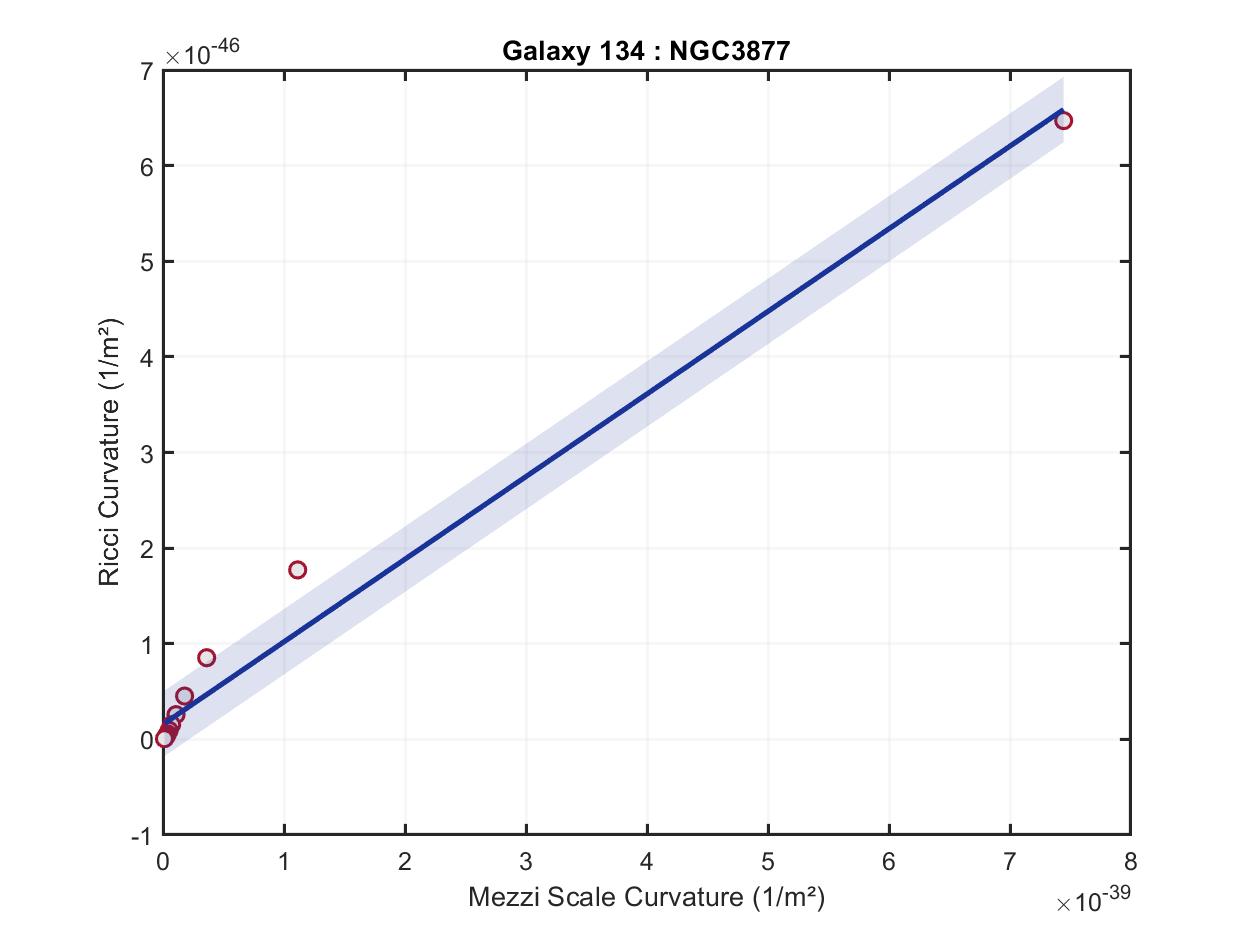 Galaxy 134 : NGC3877
×10⁻⁴⁶
7
6
5
4
3
2
1
0
-1
Ricci Curvature (1/m²)
0 1 2 3 4 5 6 7 8
Mezzi Scale Curvature (1/m²)
×10⁻³⁹